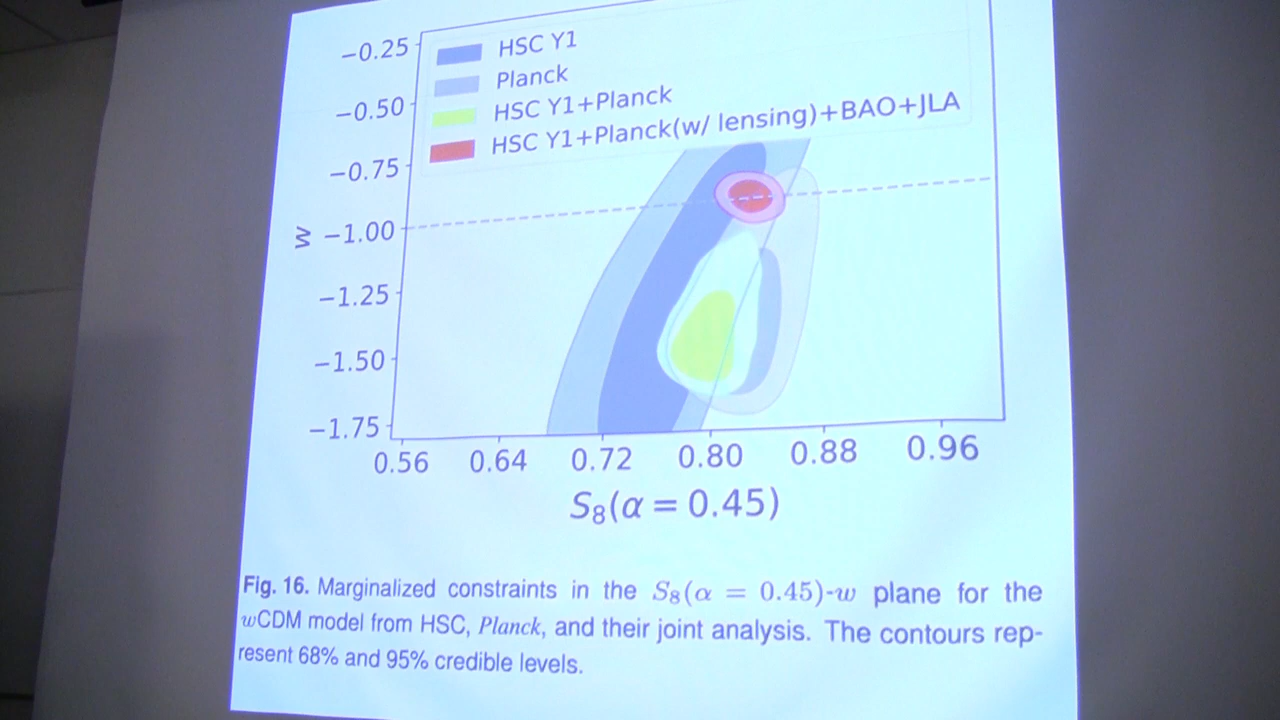 −0.25
−0.50
−0.75
−1.00
−1.25
−1.50
−1.75
w
HSC Y1
Planck
HSC Y1+Planck
HSC Y1+Planck(w/ lensing)+BAO+JLA
0.56 0.64 0.72 0.80 0.88 0.96
S₈(α = 0.45)
Fig. 16. Marginalized constraints in the S₈(α = 0.45)-w plane for the
wCDM model from HSC, Planck, and their joint analysis. The contours rep-
resent 68% and 95% credible levels.